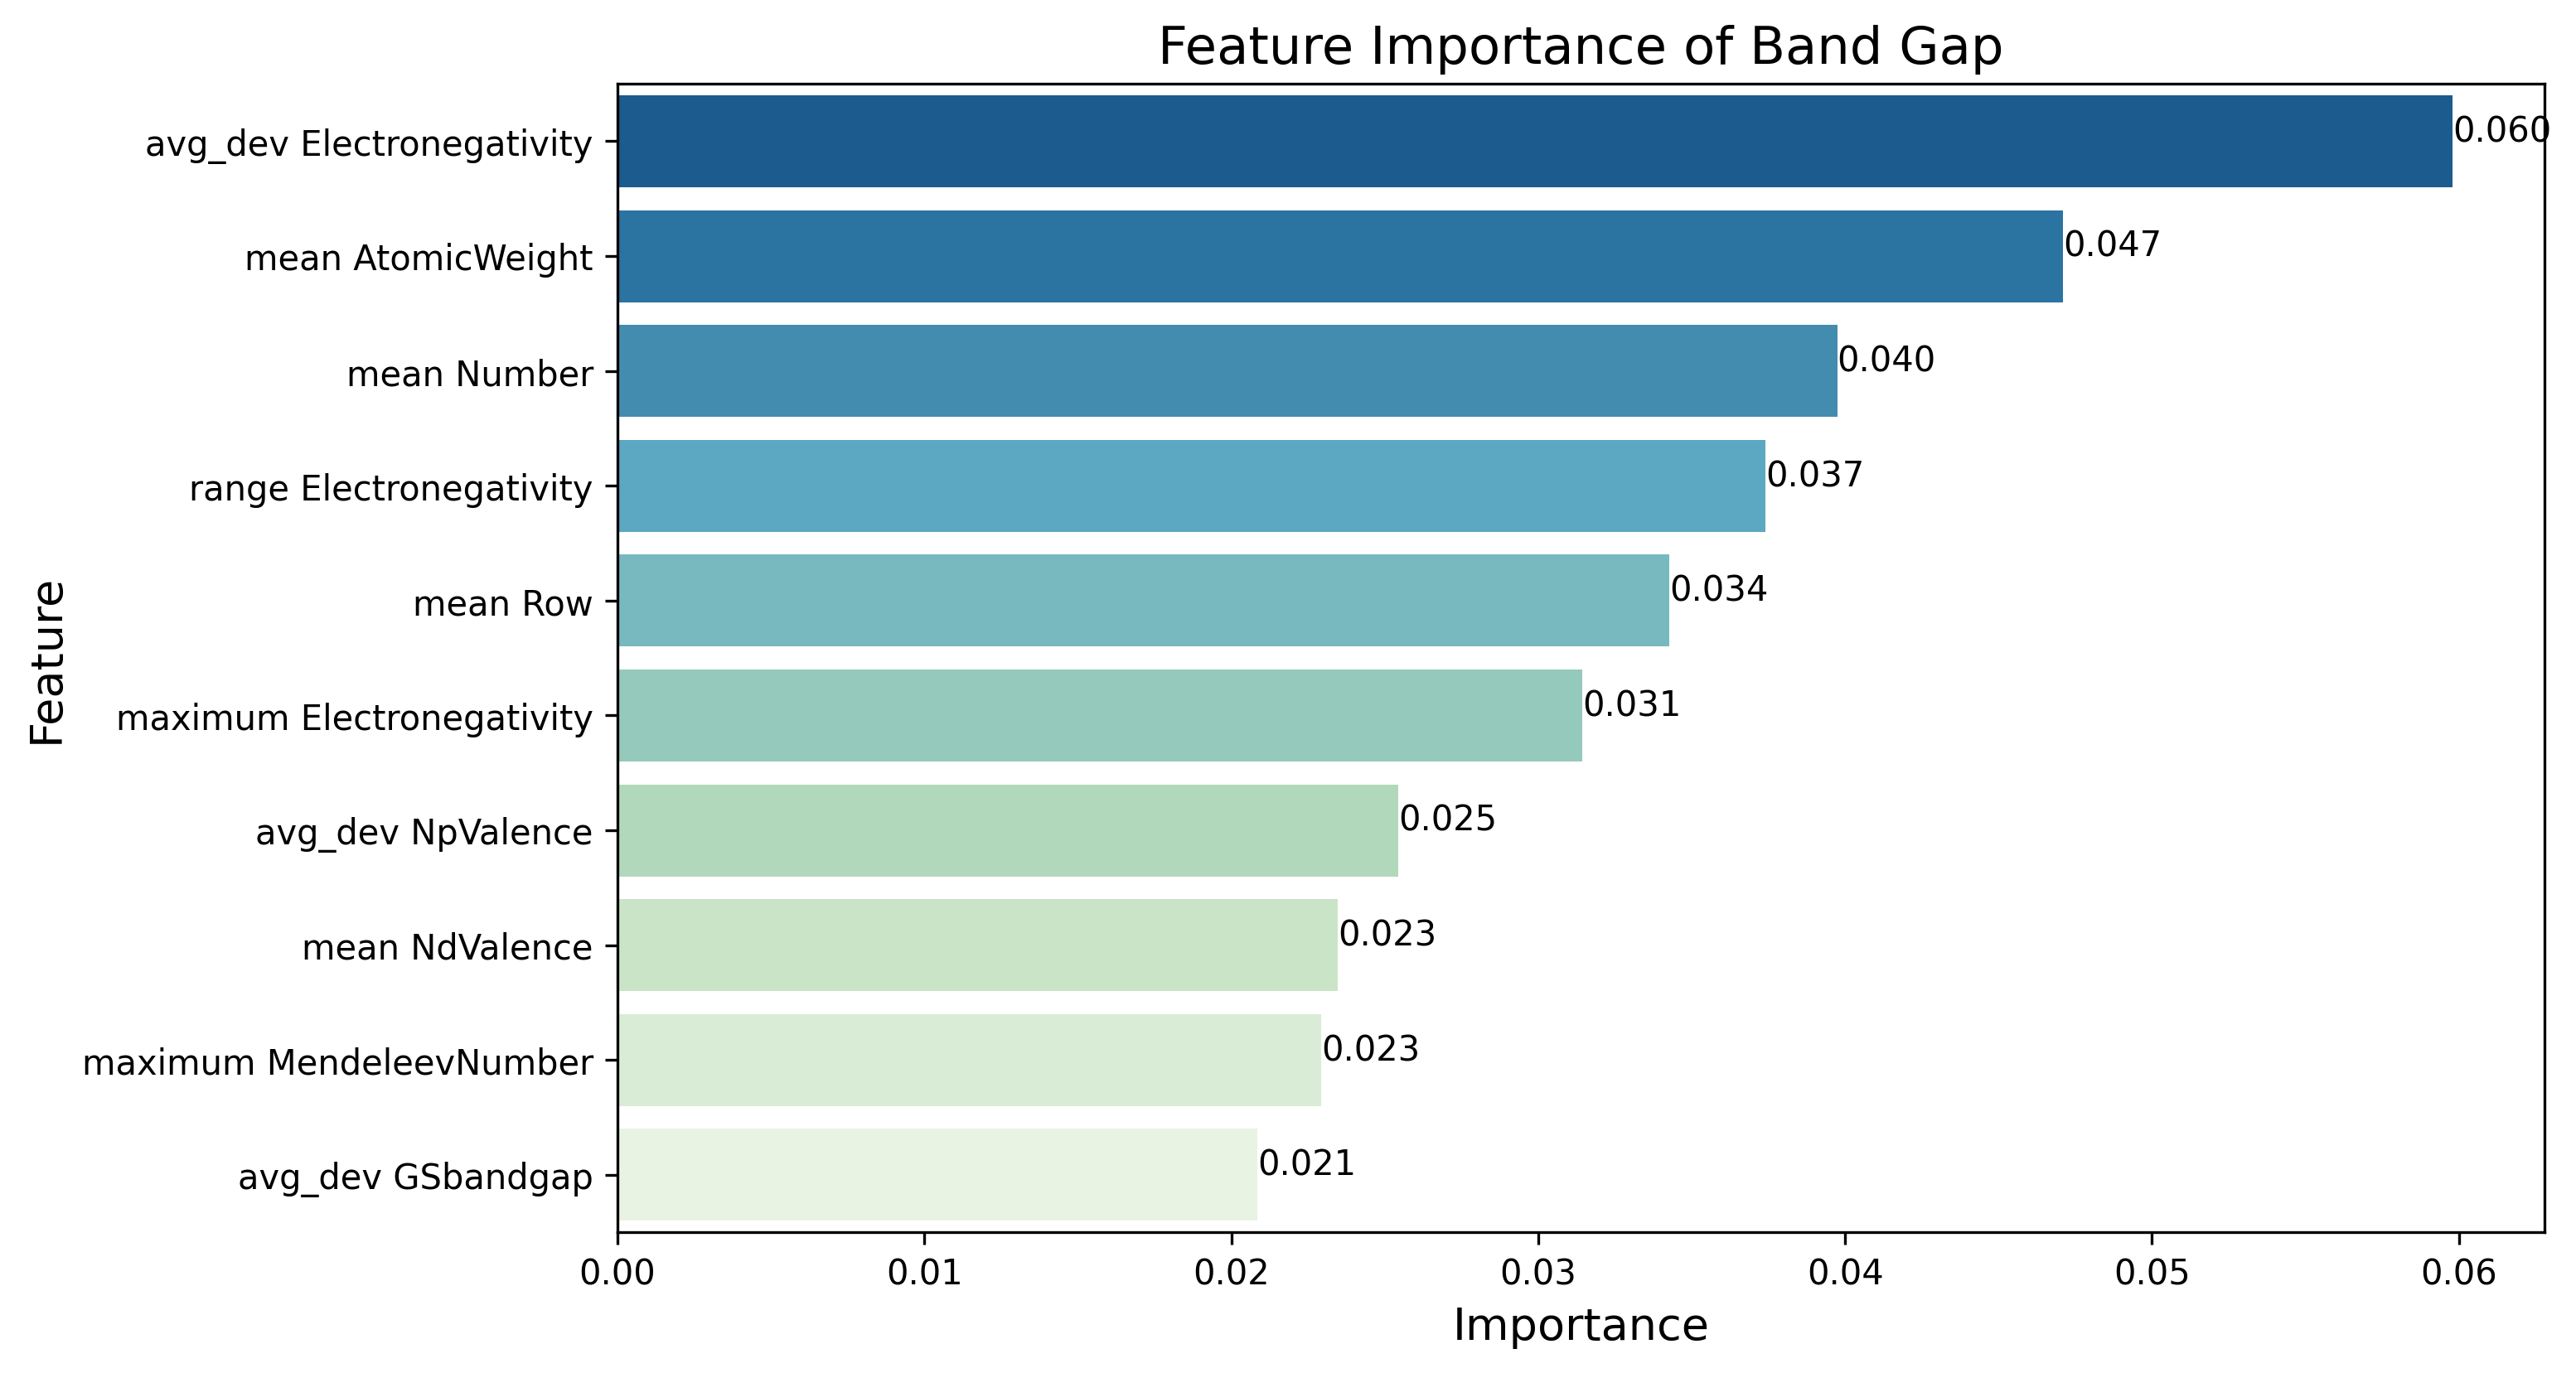 Feature Importance of Band Gap
avg_dev Electronegativity
0.060
mean AtomicWeight
0.047
mean Number
0.040
range Electronegativity
0.037
mean Row
0.034
maximum Electronegativity
0.031
avg_dev NpValence
0.025
mean NdValence
0.023
maximum MendeleevNumber
0.023
avg_dev GSbandgap
0.021
Feature
0.00 0.01 0.02 0.03 0.04 0.05 0.06
Importance